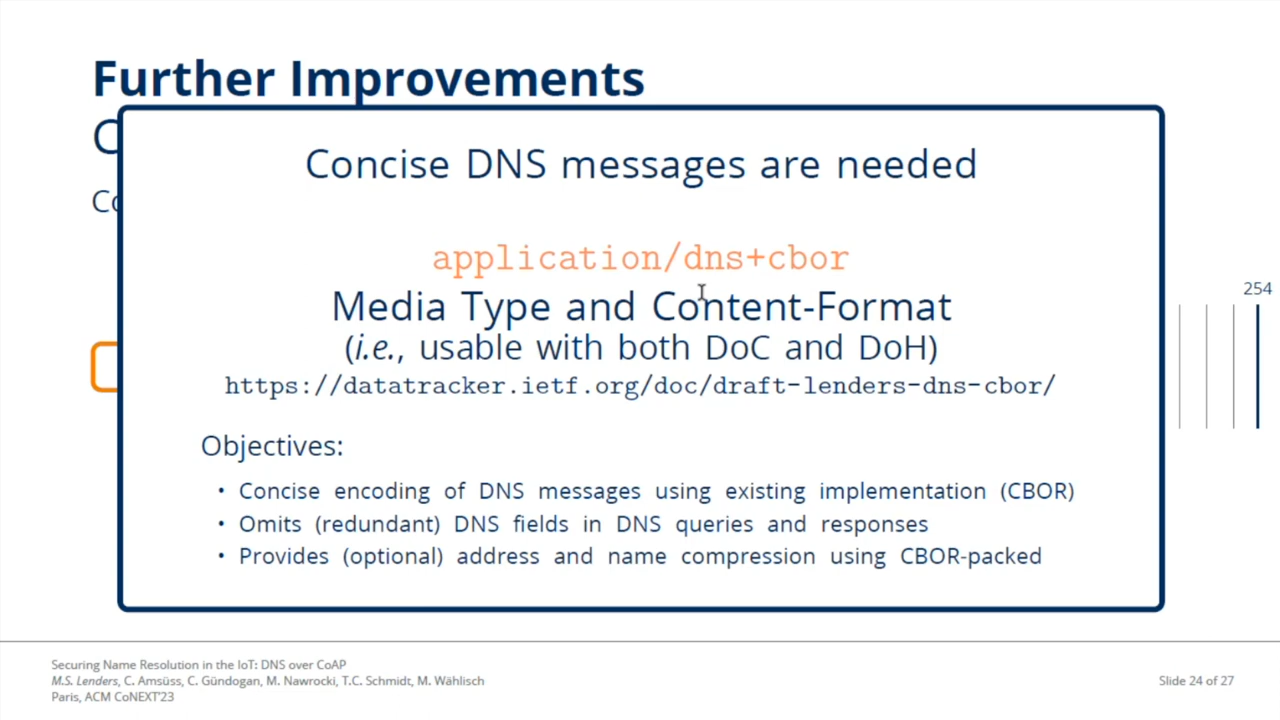 Further Improvements
Concise DNS messages are needed
application/dns+cbor
Media Type and Content-Format
(i.e., usable with both DoC and DoH)
https://datatracker.ietf.org/doc/draft-lenders-dns-cbor/
254
Objectives:
• Concise encoding of DNS messages using existing implementation (CBOR)
• Omits (redundant) DNS fields in DNS queries and responses
• Provides (optional) address and name compression using CBOR-packed
Securing Name Resolution in the IoT: DNS over CoAP
M.S. Lenders, C. Amsüss, C. Gündogan, M. Nawrocki, T.C. Schmidt, M. Wählisch
Paris, ACM CoNEXT'23
Slide 24 of 27